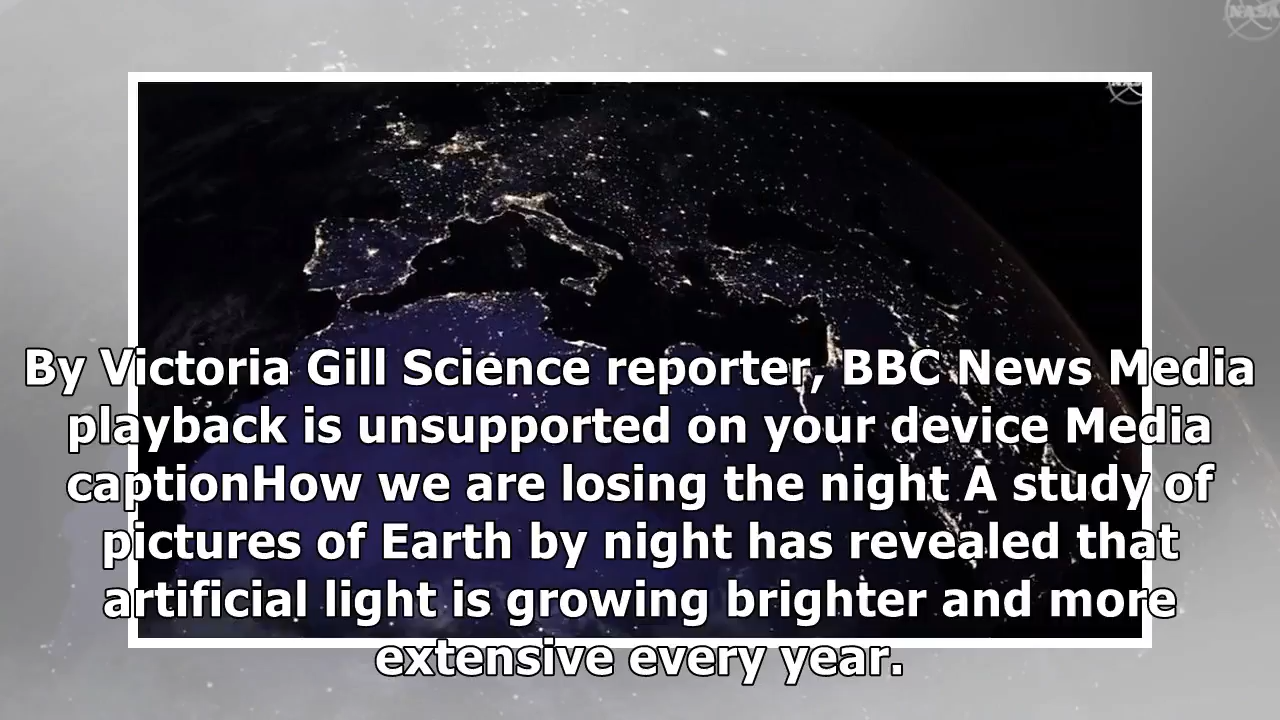 NASA
By Victoria Gill Science reporter, BBC News Media
playback is unsupported on your device Media
captionHow we are losing the night A study of
pictures of Earth by night has revealed that
artificial light is growing brighter and more
extensive every year.